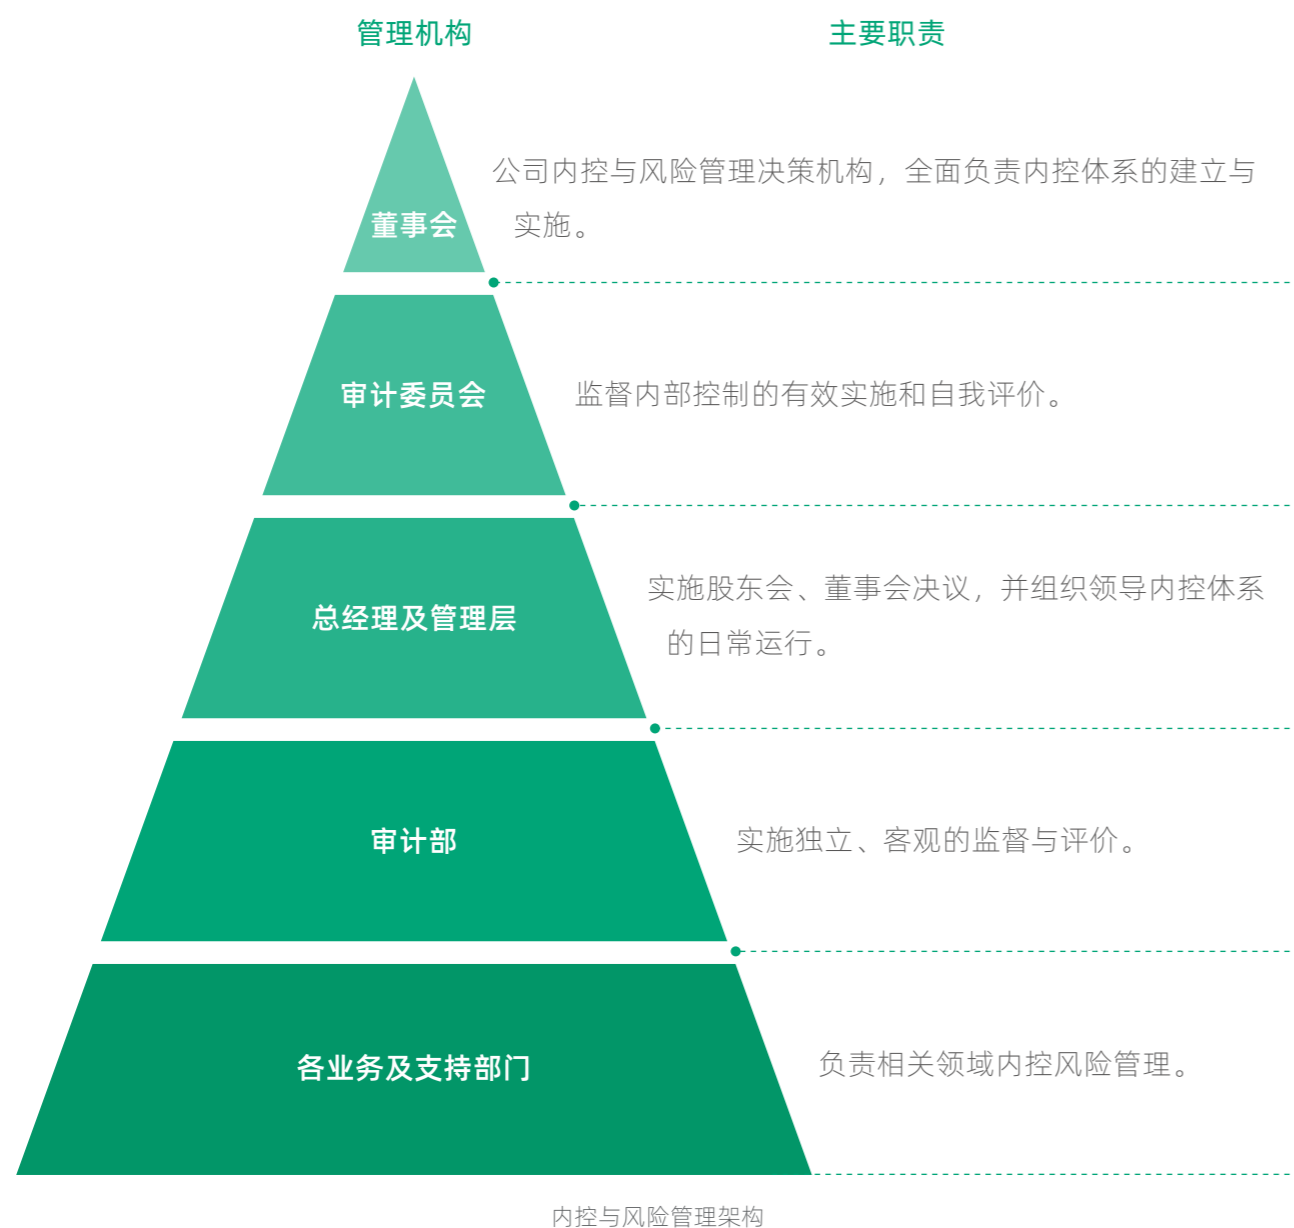 管理机构
主要职责
董事会
公司内控与风险管理决策机构，全面负责内控体系的建立与
实施。
审计委员会
监督内部控制的有效实施和自我评价。
总经理及管理层
实施股东会、董事会决议，并组织领导内控体系
的日常运行。
审计部
实施独立、客观的监督与评价。
各业务及支持部门
负责相关领域内控风险管理。
内控与风险管理架构